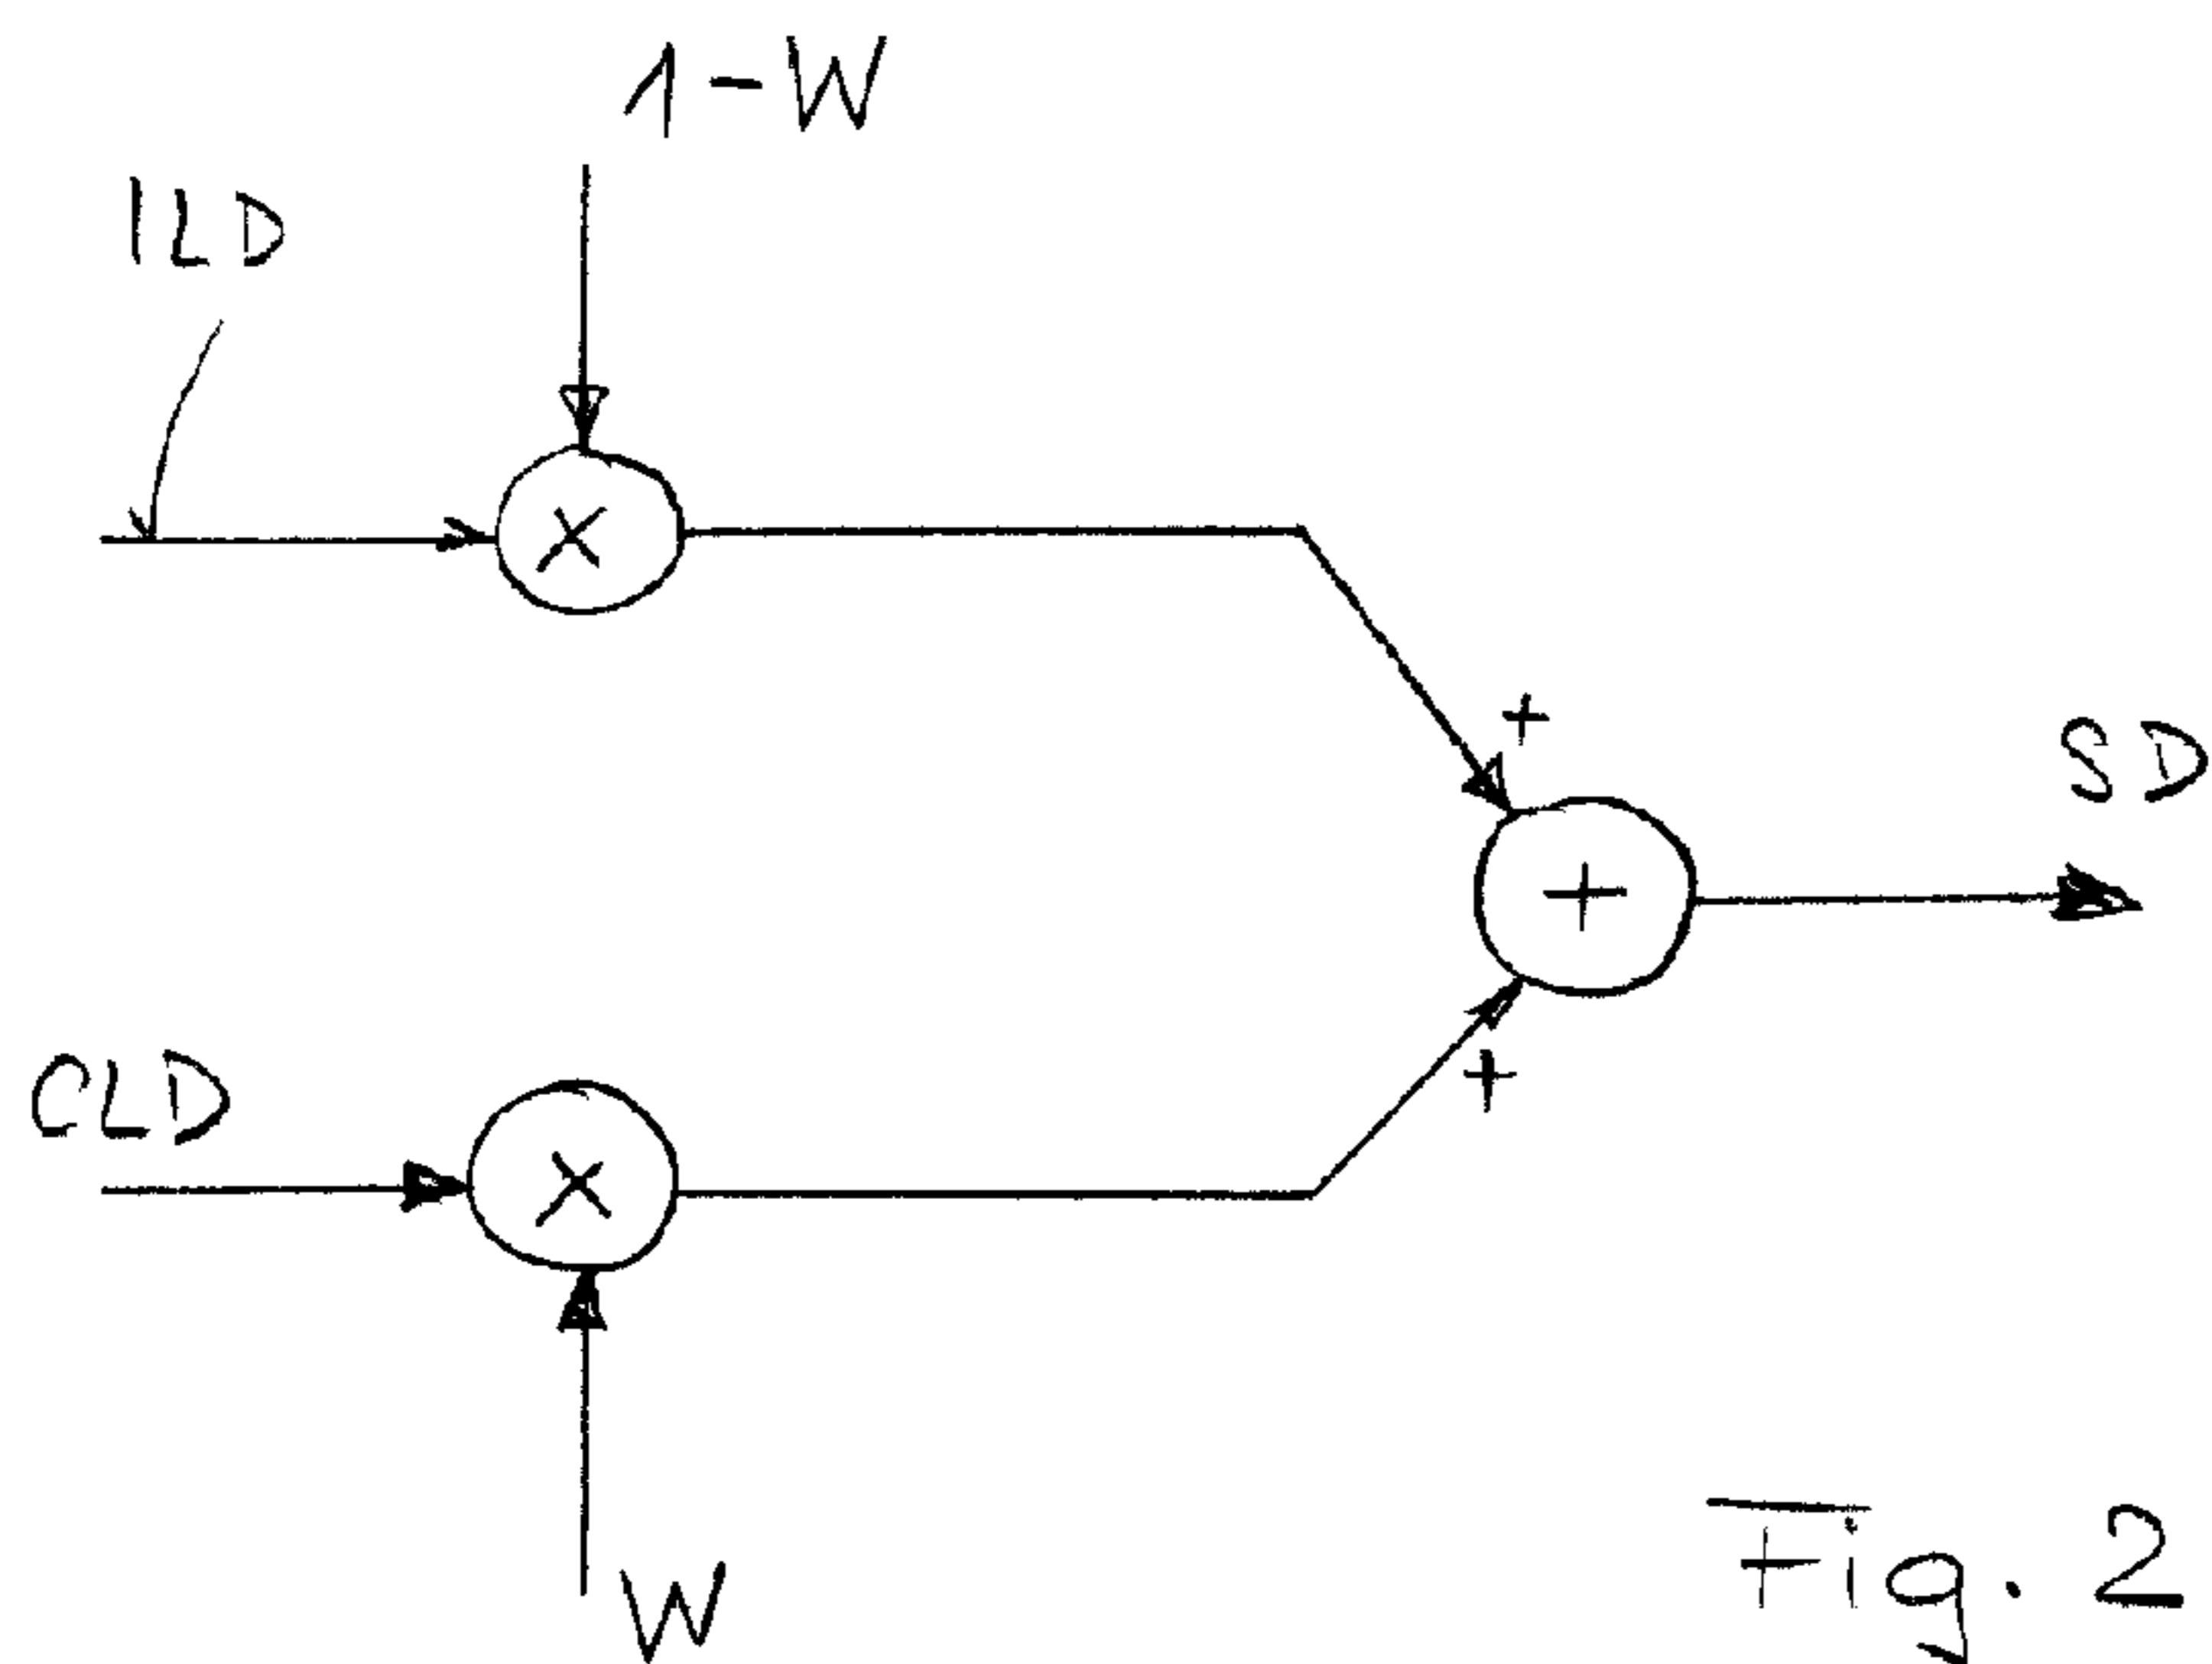 1-W
ILD
×
+
SD
+
CLD
×
+
W
Fig. 2